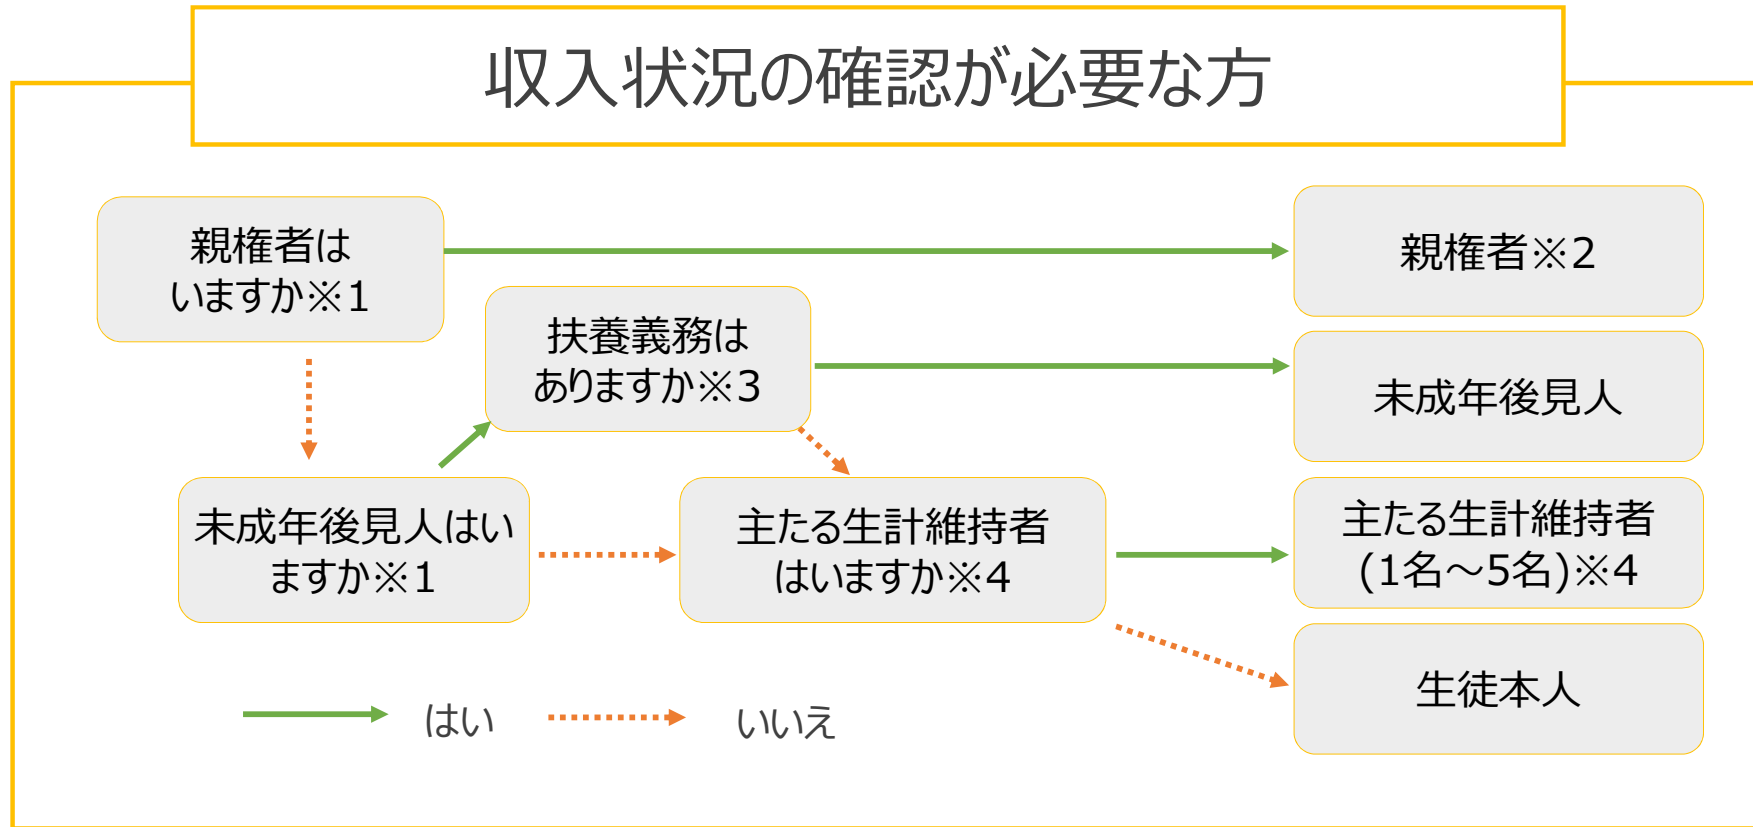 収入状況の確認が必要な方
親権者は
いますか※1
親権者※2
扶養義務は
ありますか※3
未成年後見人
未成年後見人はい
ますか※1
主たる生計維持者
はいますか※4
主たる生計維持者
(1名～5名)※4
生徒本人
はい
いいえ